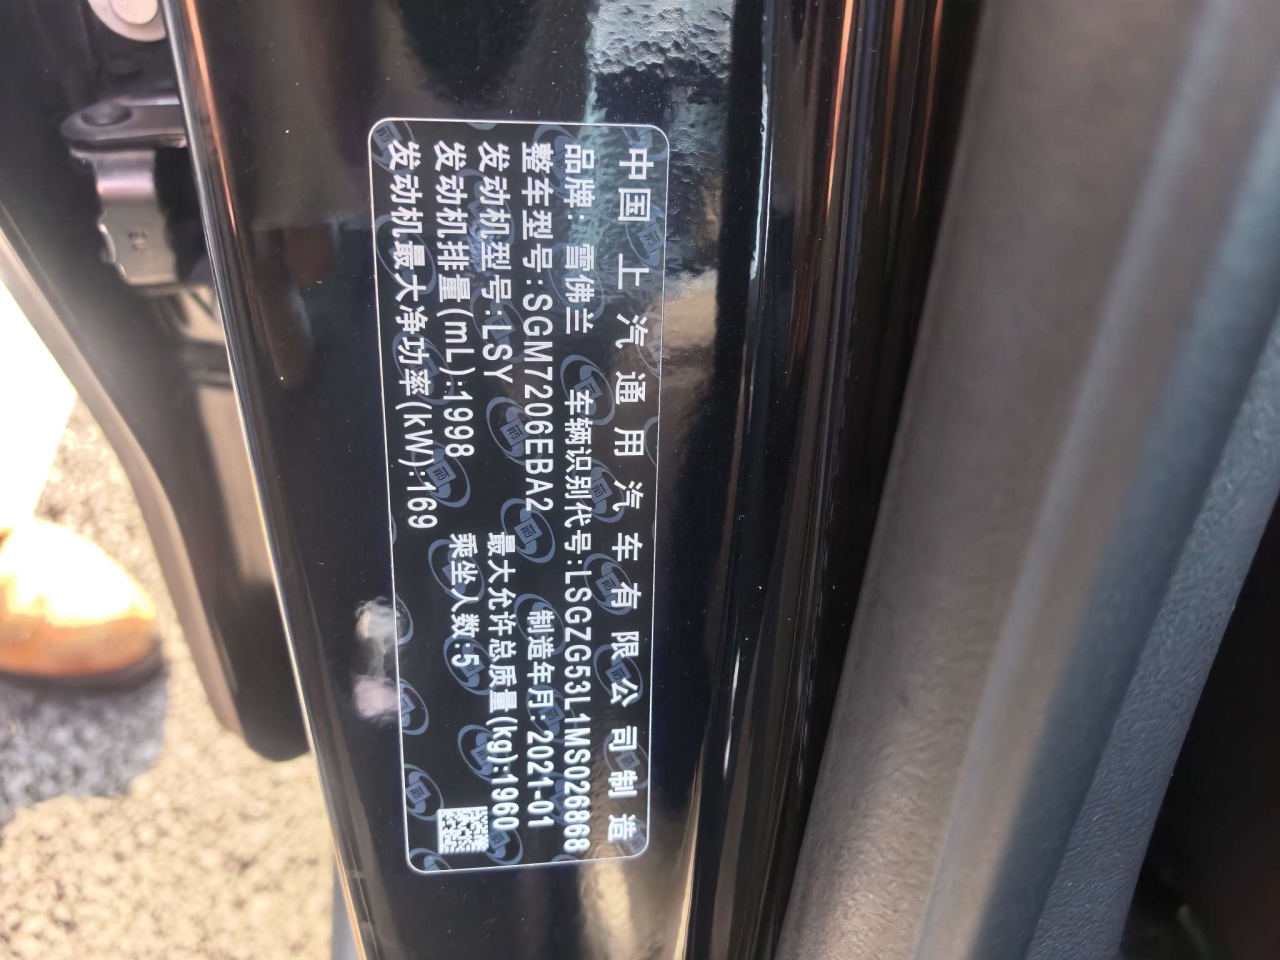 中国上汽通用汽车有限公司制造
品牌: 雪佛兰 车辆识别代号:LSGZG53L1MS026868
整车型号:SGM7206EBA2 制造年月:2021-01
发动机型号:LSY 最大允许总质量(kg):1960
发动机排量(mL):1998 乘坐人数:5
发动机最大净功率(kW):169